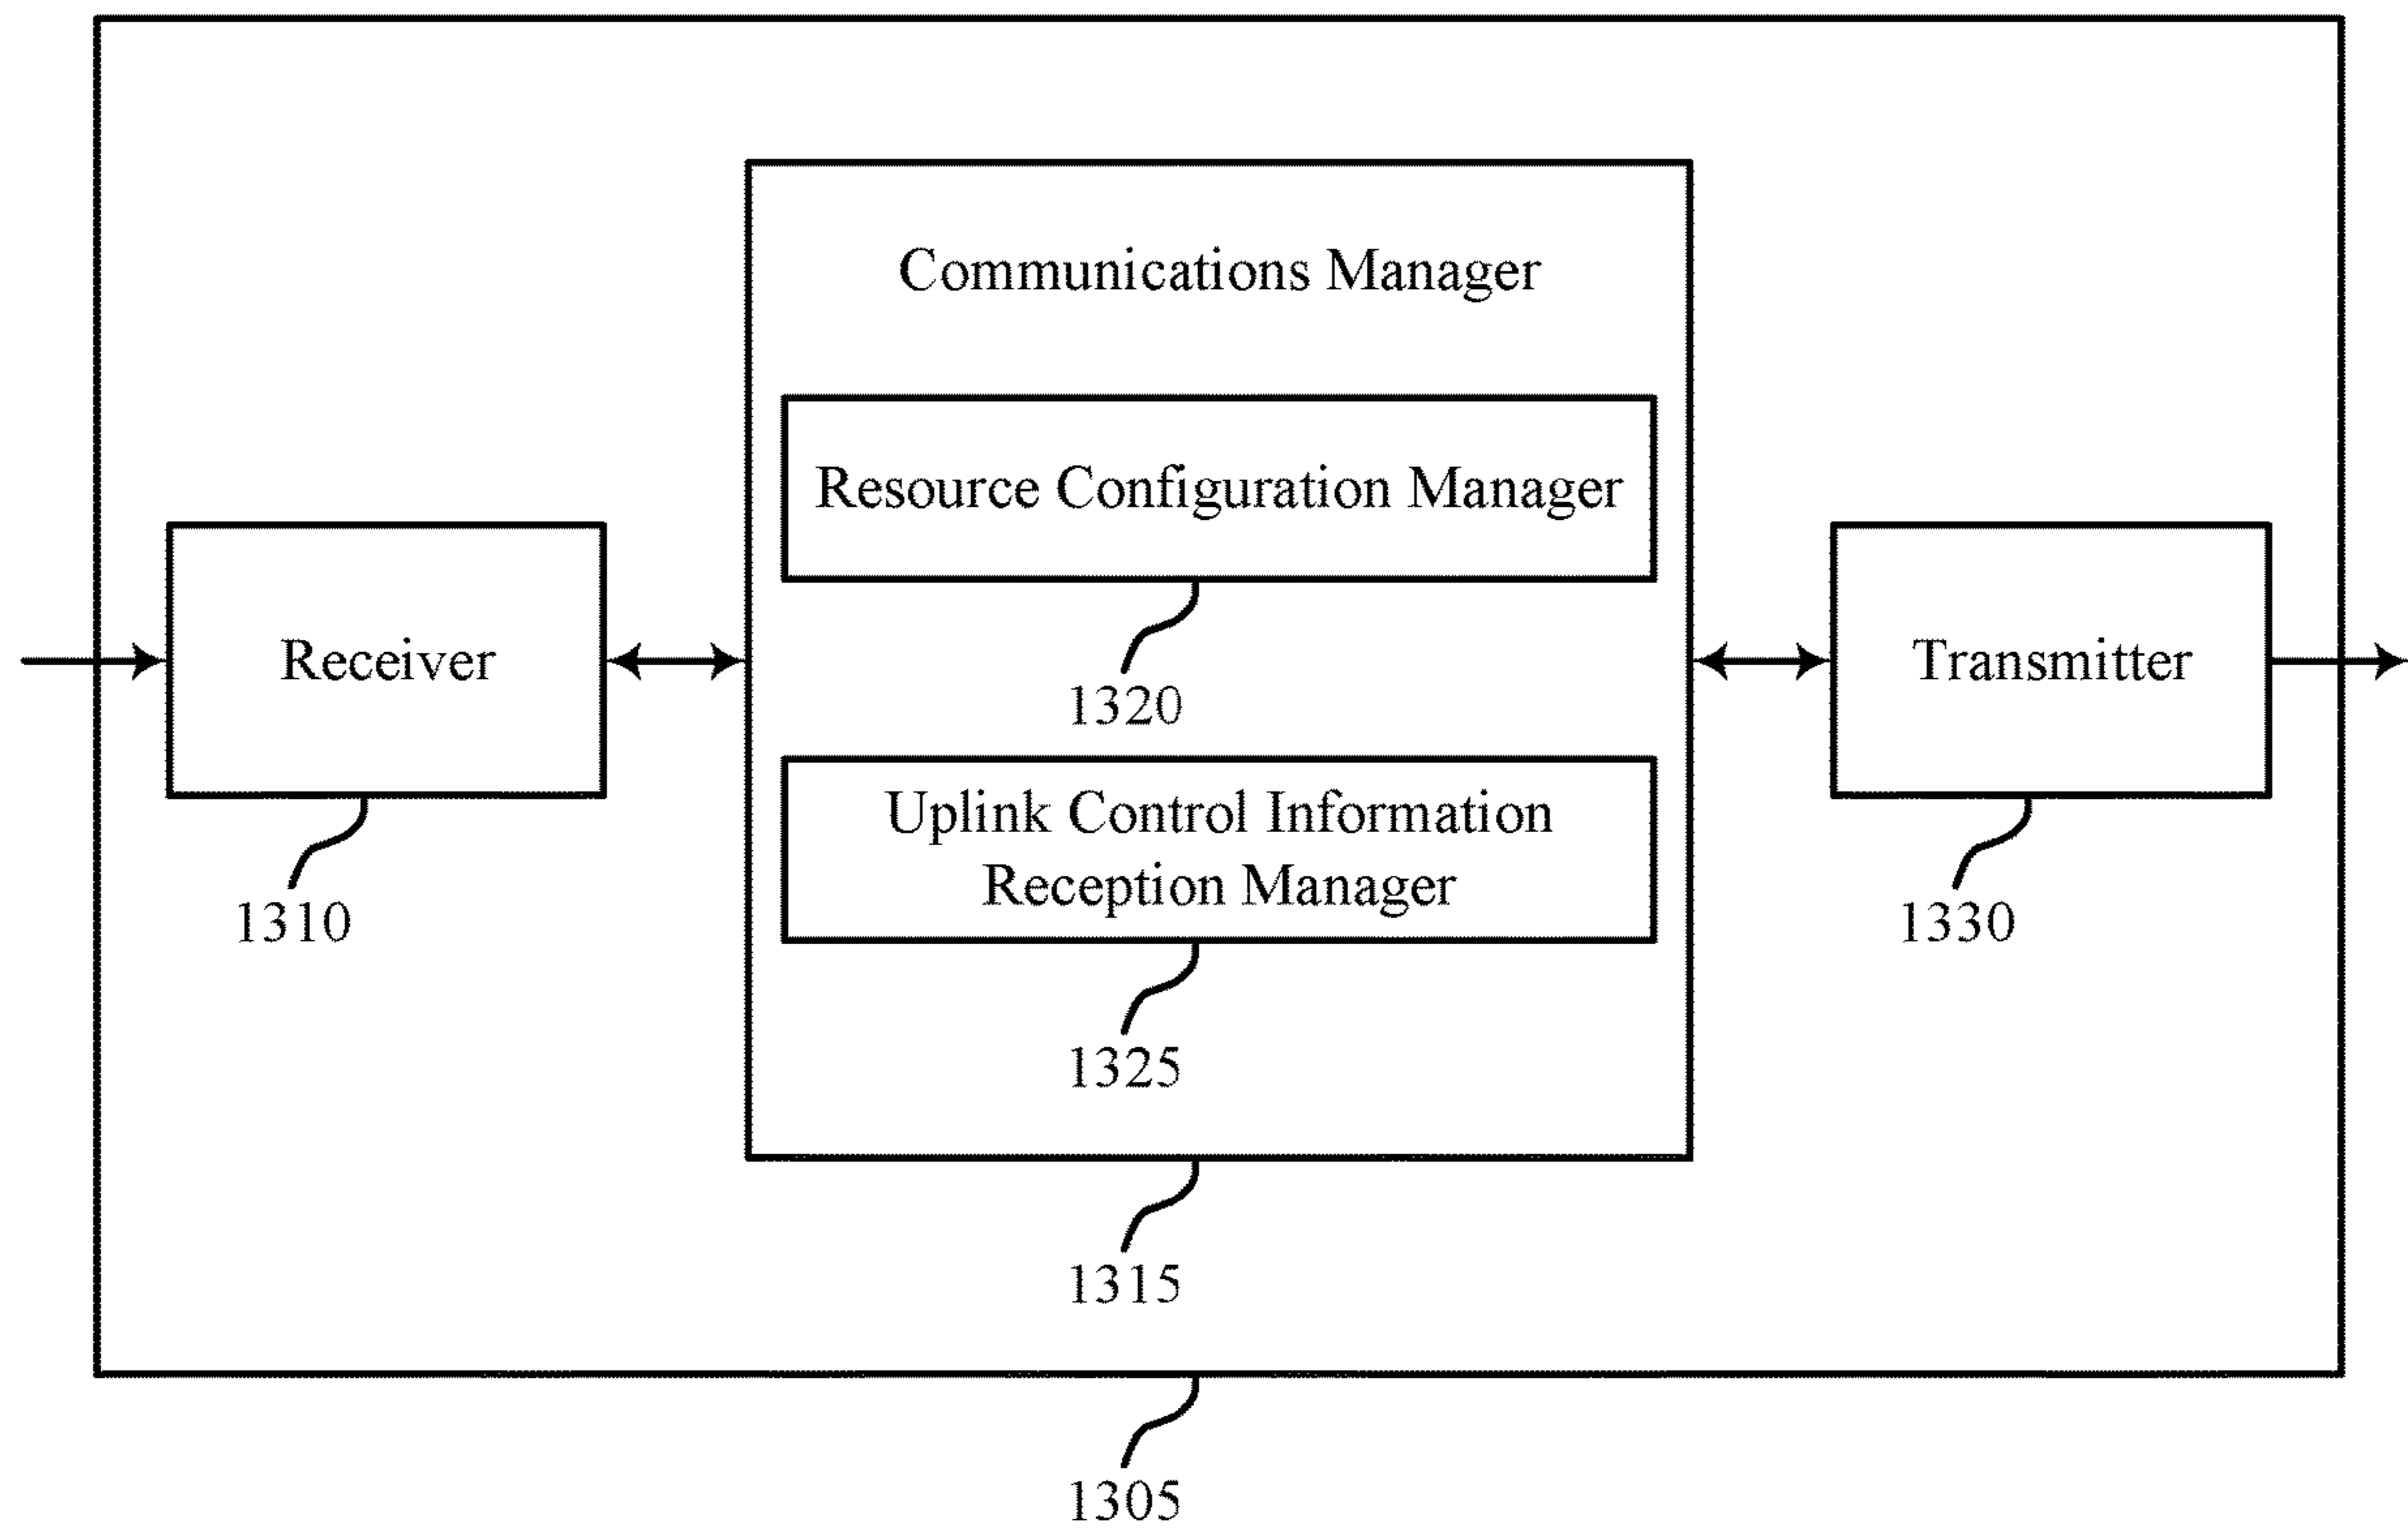 Communications Manager
Resource Configuration Manager
Receiver
Transmitter
1320
Uplink Control Information
Reception Manager
1310
1330
1325
1315
1305